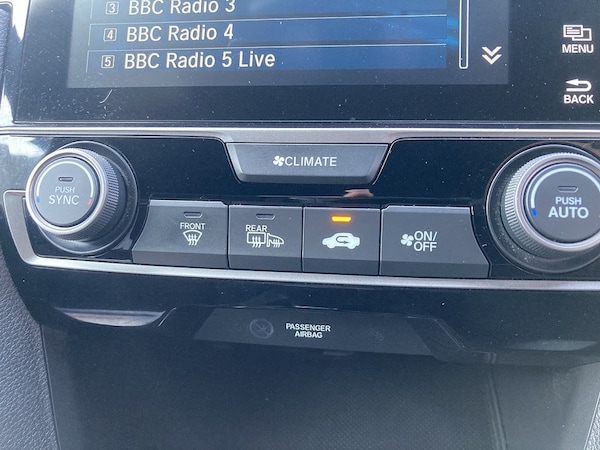 3 BBC Radio 3
4 BBC Radio 4
5 BBC Radio 5 Live
MENU
BACK
CLIMATE
PUSH
SYNC
FRONT
REAR
ON/
OFF
PUSH
AUTO
PASSENGER
AIRBAG